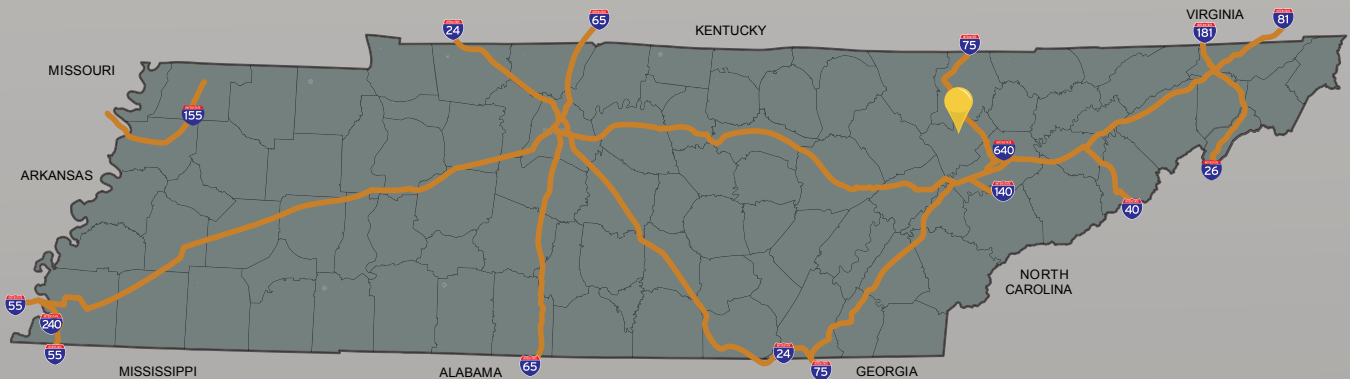 VIRGINIA
81
65
181
24
KENTUCKY
75
MISSOURI
155
640
ARKANSAS
26
140
40
NORTH
CAROLINA
55
240
55
24
65
75
MISSISSIPPI
ALABAMA
GEORGIA